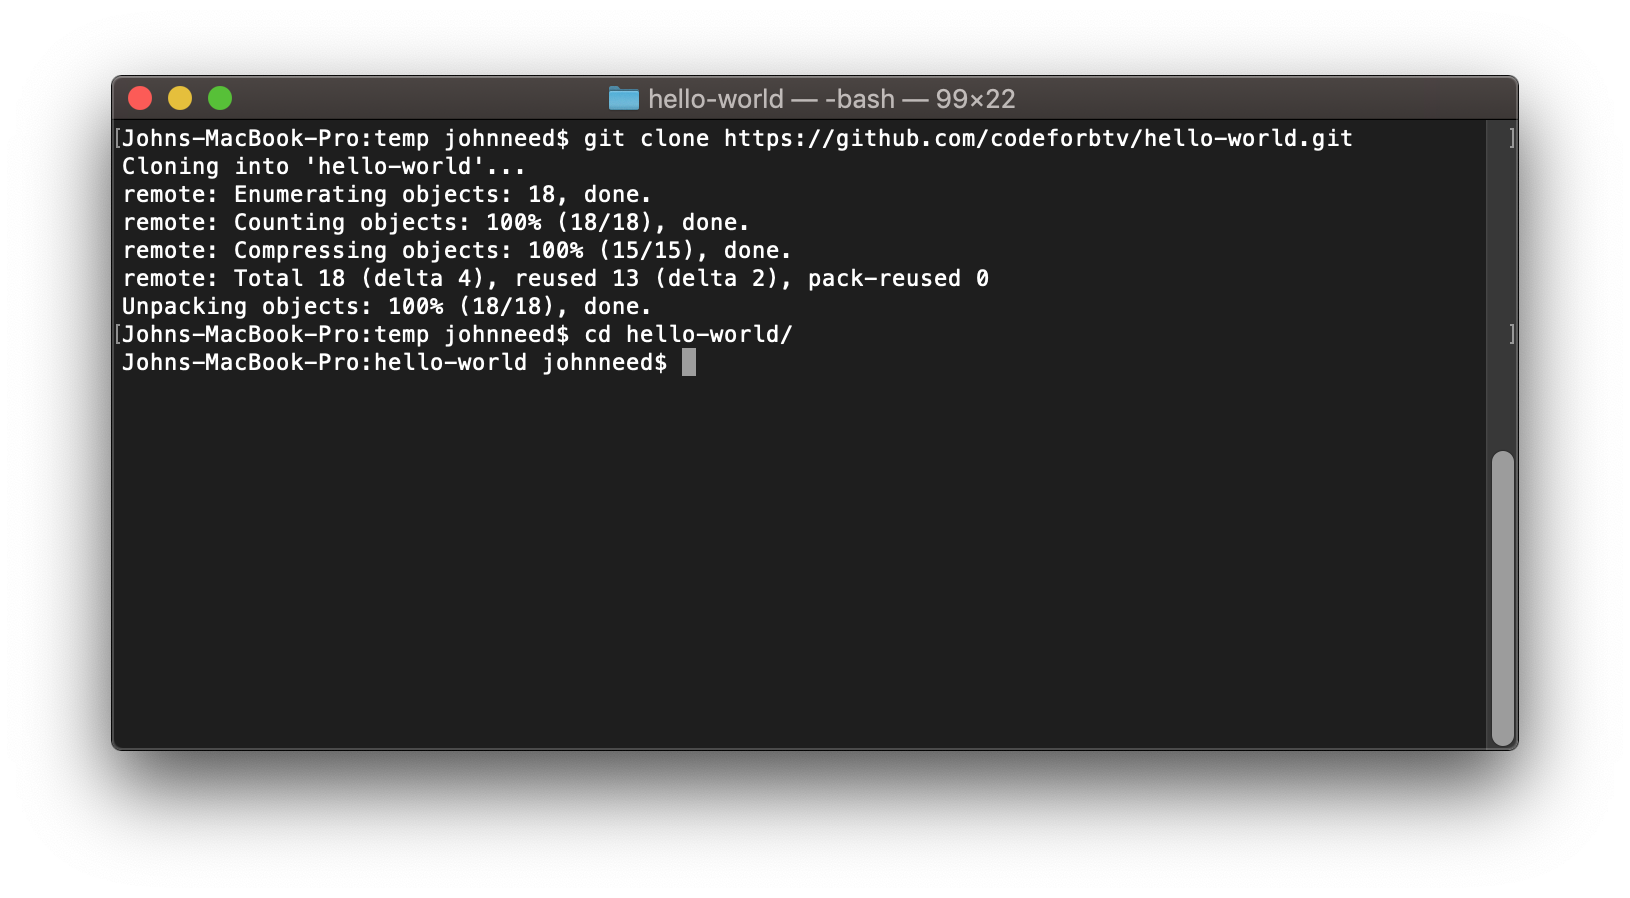 hello-world — -bash — 99×22
[Johns-MacBook-Pro:temp johnneed$ git clone https://github.com/codeforbtv/hello-world.git ]
Cloning into 'hello-world'...
remote: Enumerating objects: 18, done.
remote: Counting objects: 100% (18/18), done.
remote: Compressing objects: 100% (15/15), done.
remote: Total 18 (delta 4), reused 13 (delta 2), pack-reused 0
Unpacking objects: 100% (18/18), done.
[Johns-MacBook-Pro:temp johnneed$ cd hello-world/ ]
Johns-MacBook-Pro:hello-world johnneed$